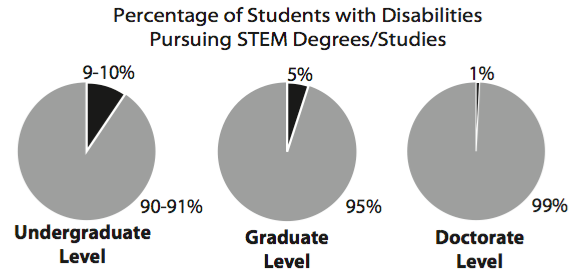 Percentage of Students with Disabilities
Pursuing STEM Degrees/Studies
9-10%
90-91%
Undergraduate
Level
5%
95%
Graduate
Level
1%
99%
Doctorate
Level